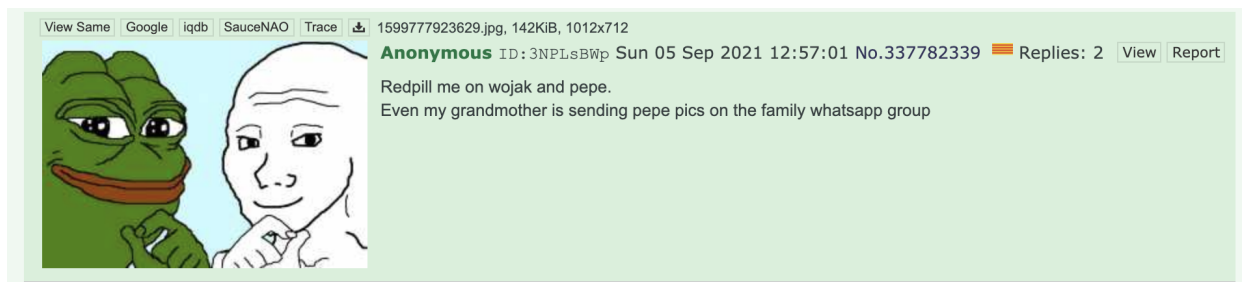 View Same Google iqdb SauceNAO Trace 1599777923629.jpg, 142KiB, 1012x712
Anonymous ID:3NPLsBWp Sun 05 Sep 2021 12:57:01 No.337782339 Replies: 2 View Report
Redpill me on wojak and pepe.
Even my grandmother is sending pepe pics on the family whatsapp group